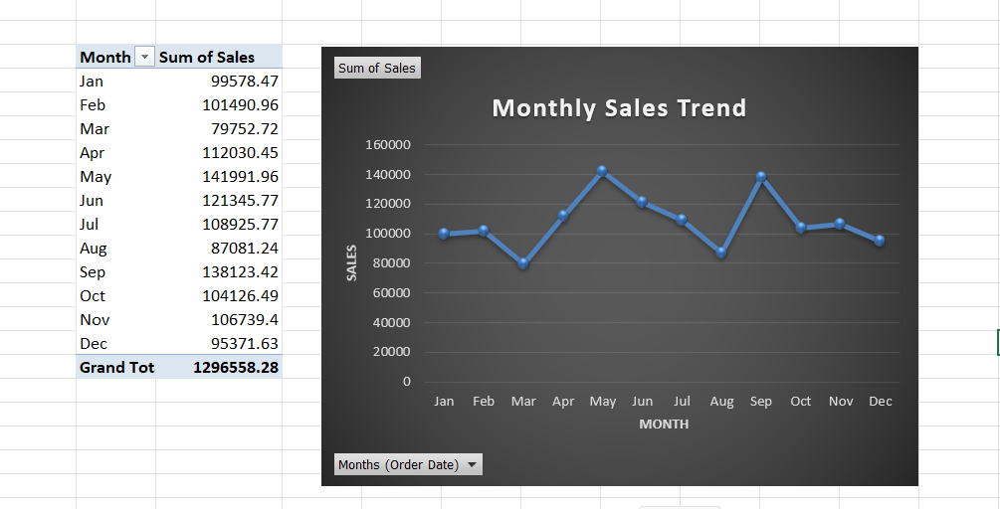 Month Sum of Sales
Jan 99578.47
Feb 101490.96
Mar 79752.72
Apr 112030.45
May 141991.96
Jun 121345.77
Jul 108925.77
Aug 87081.24
Sep 138123.42
Oct 104126.49
Nov 106739.4
Dec 95371.63
Grand Tot 1296558.28
Sum of Sales
Monthly Sales Trend
160000
140000
120000
100000
80000
60000
40000
20000
0
SALES
Jan Feb Mar Apr May Jun Jul Aug Sep Oct Nov Dec
MONTH
Months (Order Date)